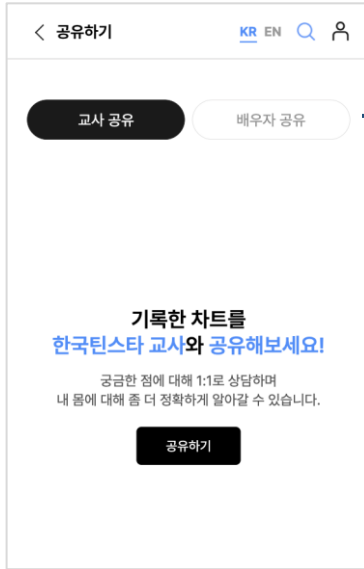 공유하기
KR EN
교사 공유
배우자 공유
기록한 차트를
한국틴스타 교사와 공유해보세요!
궁금한 점에 대해 1:1로 상담하며
내 몸에 대해 좀 더 정확하게 알아갈 수 있습니다.
공유하기